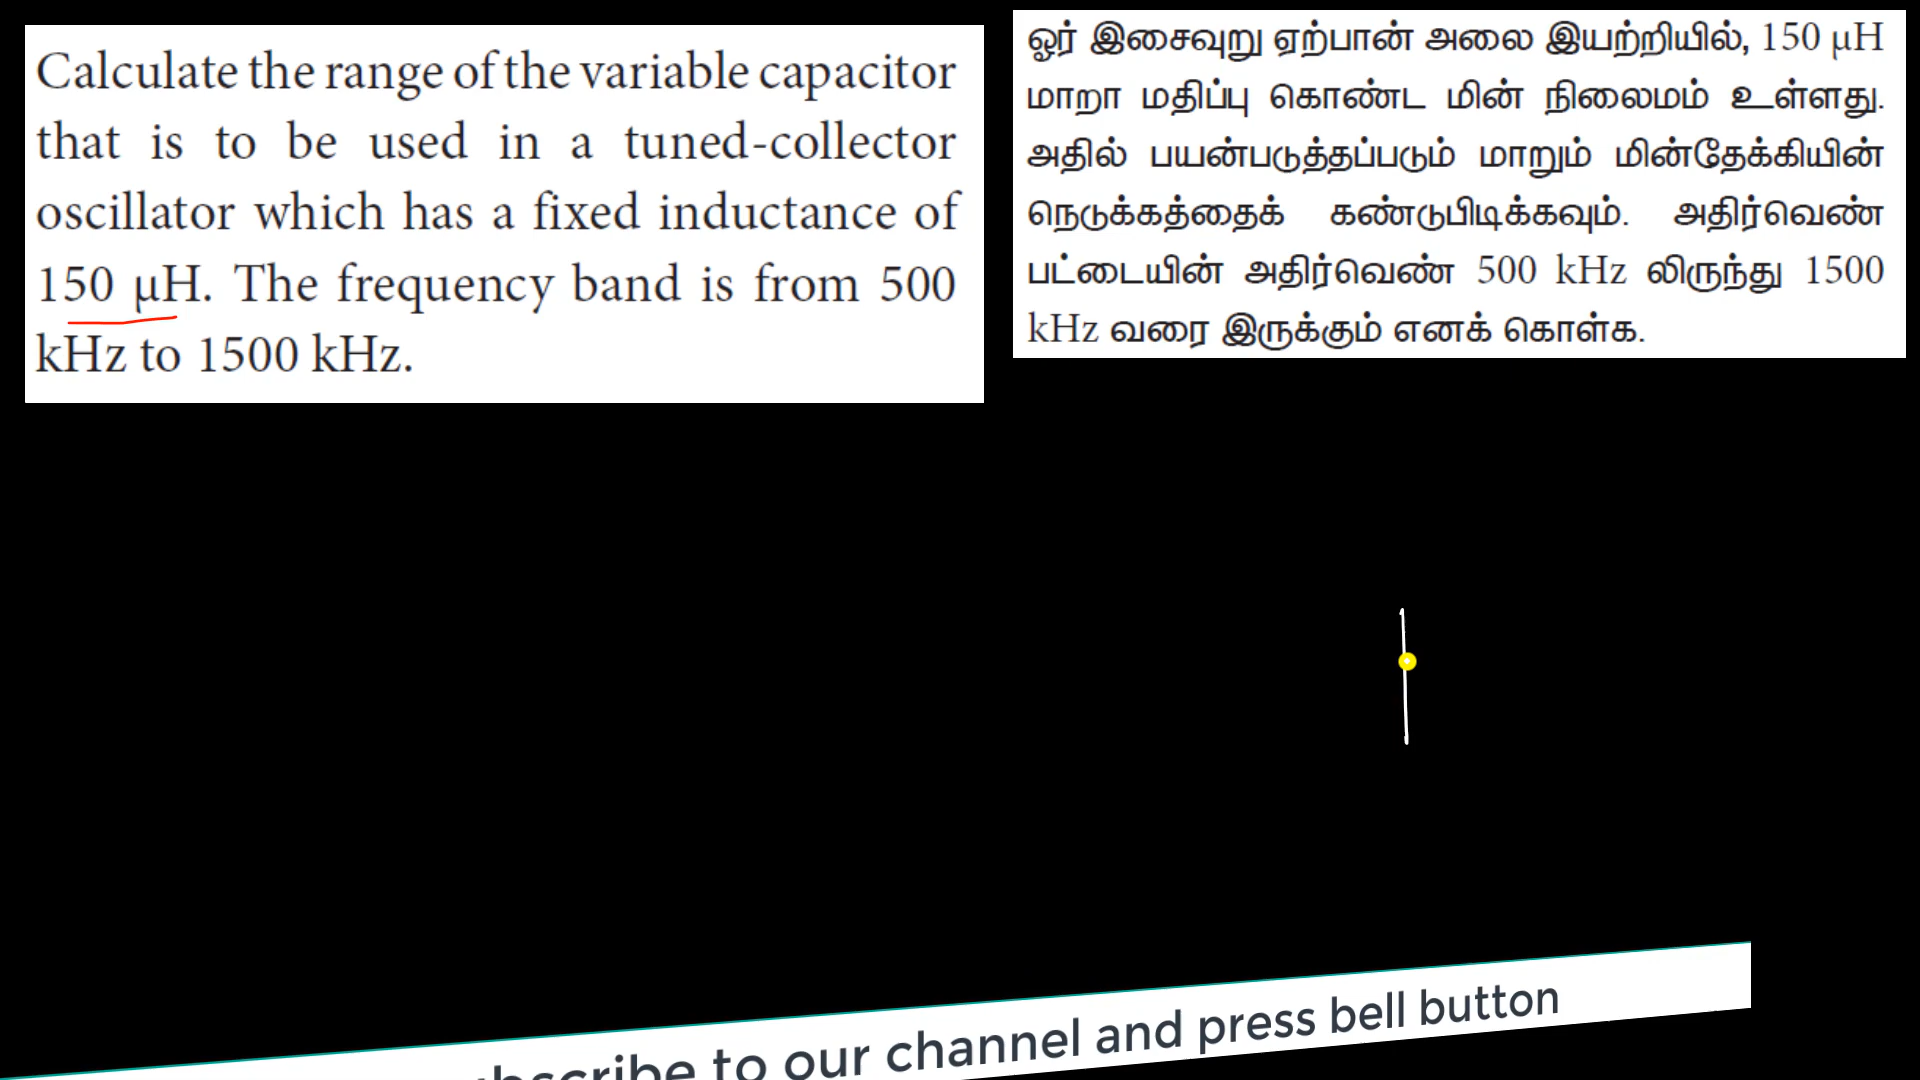 Calculate the range of the variable capacitor
that is to be used in a tuned-collector
oscillator which has a fixed inductance of
150 μH. The frequency band is from 500
kHz to 1500 kHz.
ஓர் இசைவுறு ஏற்பான் அலை இயற்றியில், 150 μH
மாறா மதிப்பு கொண்ட மின் நிலைமம் உள்ளது.
அதில் பயன்படுத்தப்படும் மாறும் மின்தேக்கியின்
நெடுக்கத்தைக் கண்டுபிடிக்கவும். அதிர்வெண்
பட்டையின் அதிர்வெண் 500 kHz லிருந்து 1500
kHz வரை இருக்கும் எனக் கொள்க.
to our channel and press bell button